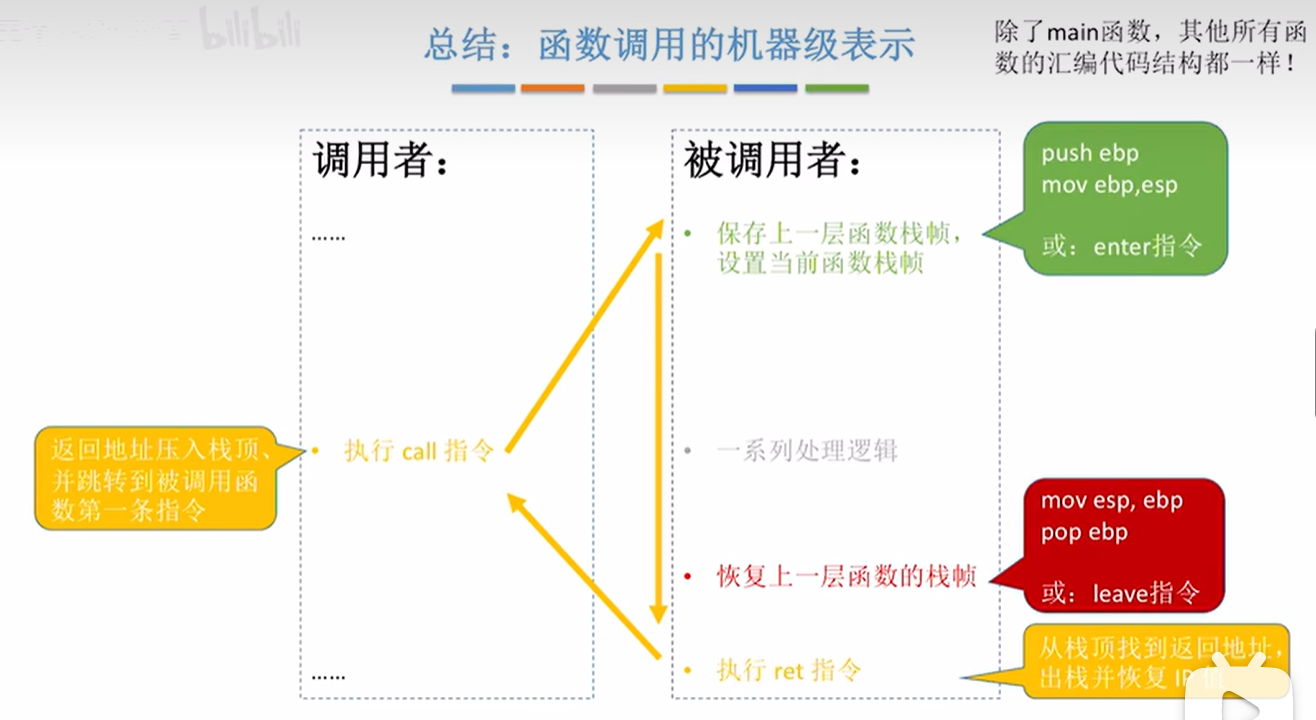 bilibili
总结：函数调用的机器级表示
除了main函数，其他所有函
数的汇编代码结构都一样！
调用者：
……
返回地址压入栈顶、
并跳转到被调用函
数第一条指令
• 执行 call 指令
……
被调用者：
• 保存上一层函数栈帧，
设置当前函数栈帧
push ebp
mov ebp,esp
或：enter指令
• 一系列处理逻辑
• 恢复上一层函数的栈帧
mov esp, ebp
pop ebp
或：leave指令
• 执行 ret 指令
从栈顶找到返回地址，
出栈并恢复 IP 值